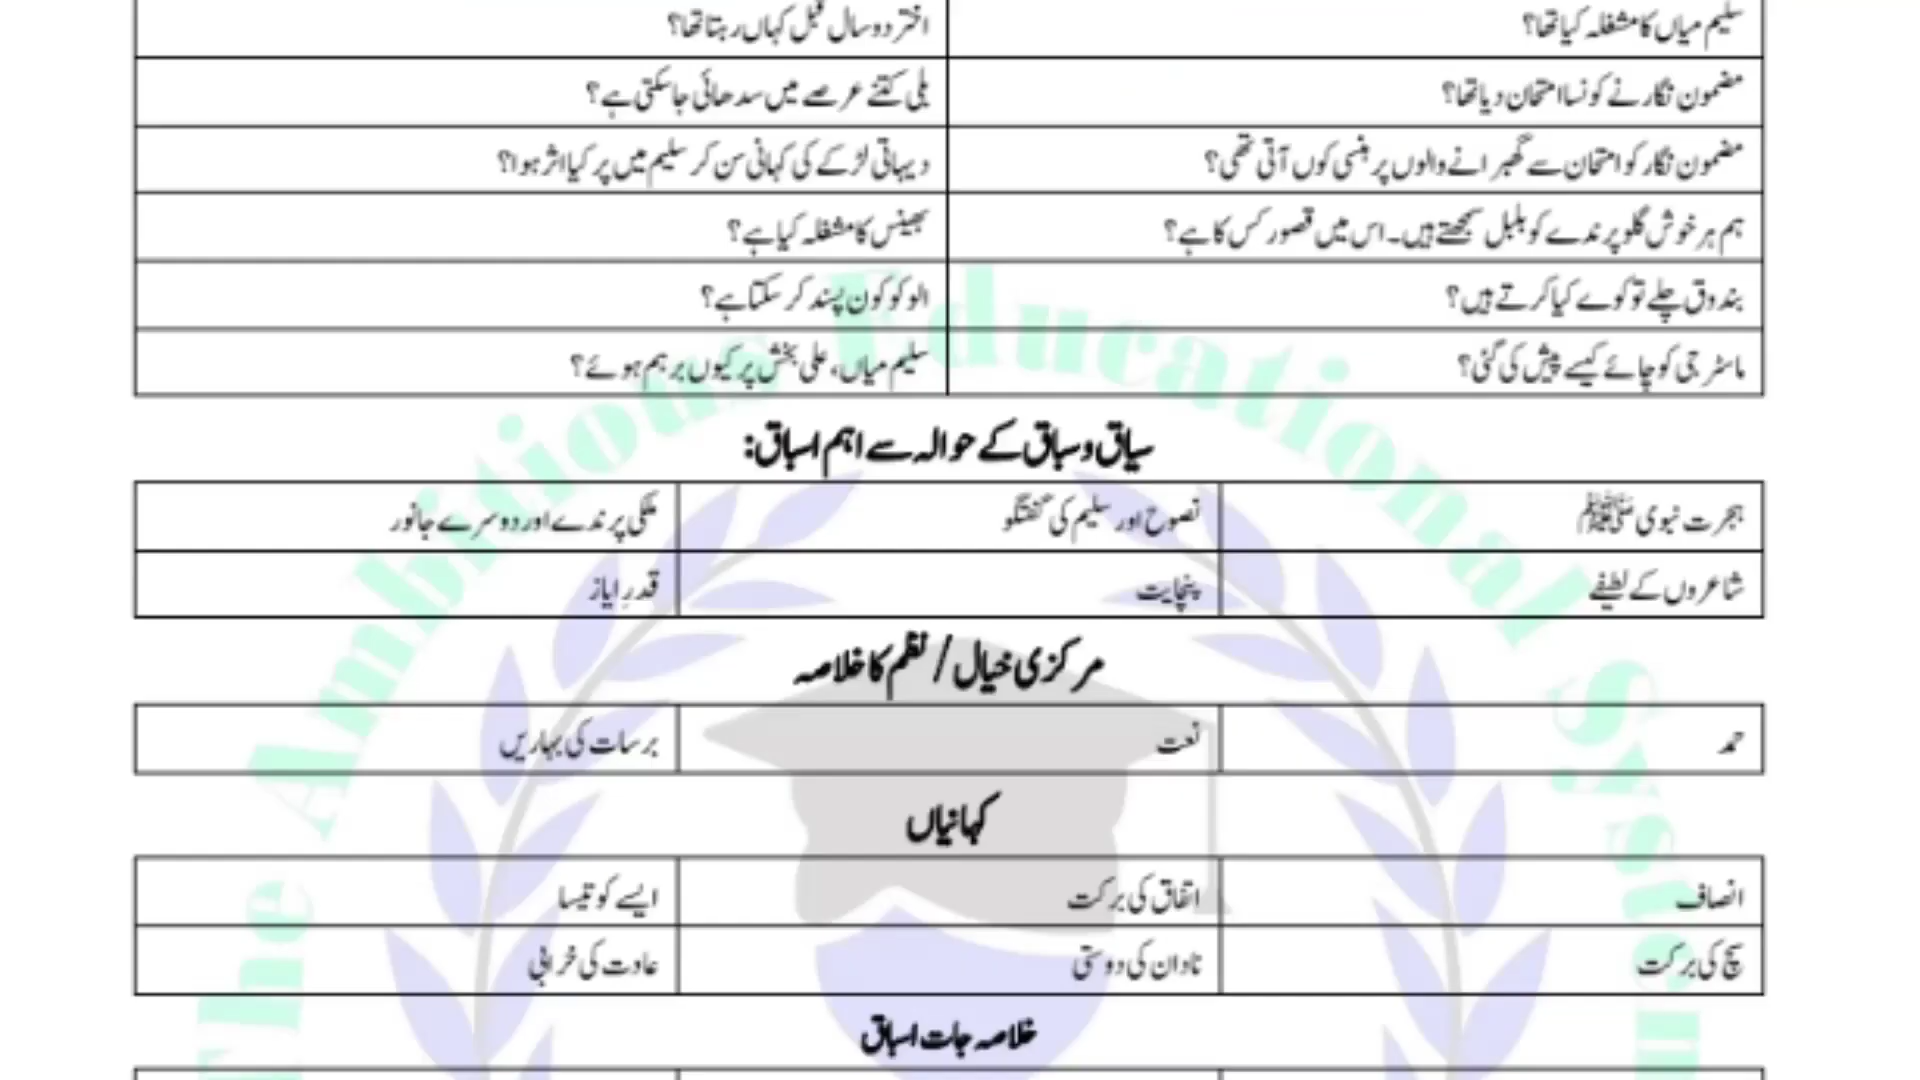 سلیم میاں کا مشغلہ کیا تھا؟ اختر دو سال قبل کہاں رہتا تھا؟
مضمون نگار نے کونسا امتحان دیا تھا؟ بلی کتنے عرصے میں سدھائی جاسکتی ہے؟
مضمون نگار کو امتحان سے گھبرانے والوں پر ہنسی کوں آتی تھی؟ دیہاتی لڑکے کی کہانی سن کر سلیم میں پر کیا اثر ہوا؟
ہم ہر خوش گلو پرندے کو بلبل سمجھتے ہیں۔ اس میں قصور کس کا ہے؟ بھینس کا مشغلہ کیا ہے؟
بندوق چلے تو کوے کیا کرتے ہیں؟ الو کو کون پسند کر سکتا ہے؟
ماسٹر جی کو چائے کیسے پیش کی گئی؟ سلیم میاں، علی بخش پر کیوں برہم ہوئے؟
سیاق و سباق کے حوالہ سے اہم اسباق:
ہجرت نبوی ﷺ نصوح اور سلیم کی گفتگو ملکی پرندے اور دوسرے جانور
شاعروں کے لطیفے پنچایت قدرِ ایاز
مرکزی خیال / نظم کا خلاصہ
حمد نعت برسات کی بہاریں
کہانیاں
انصاف اتفاق کی برکت ایسے کو تیسا
سچ کی برکت نادان کی دوستی عادت کی خرابی
خلاصہ جات اسباق
The Ambitious Educational System